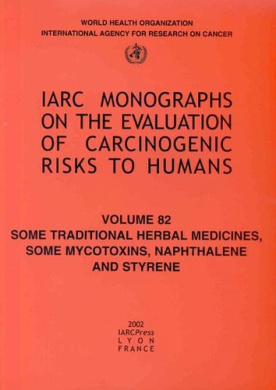 WORLD HEALTH ORGANIZATION
INTERNATIONAL AGENCY FOR RESEARCH ON CANCER
IARC MONOGRAPHS
ON THE EVALUATION
OF CARCINOGENIC
RISKS TO HUMANS
VOLUME 82
SOME TRADITIONAL HERBAL MEDICINES,
SOME MYCOTOXINS, NAPHTHALENE
AND STYRENE
2002
IARCPress
LYON
FRANCE